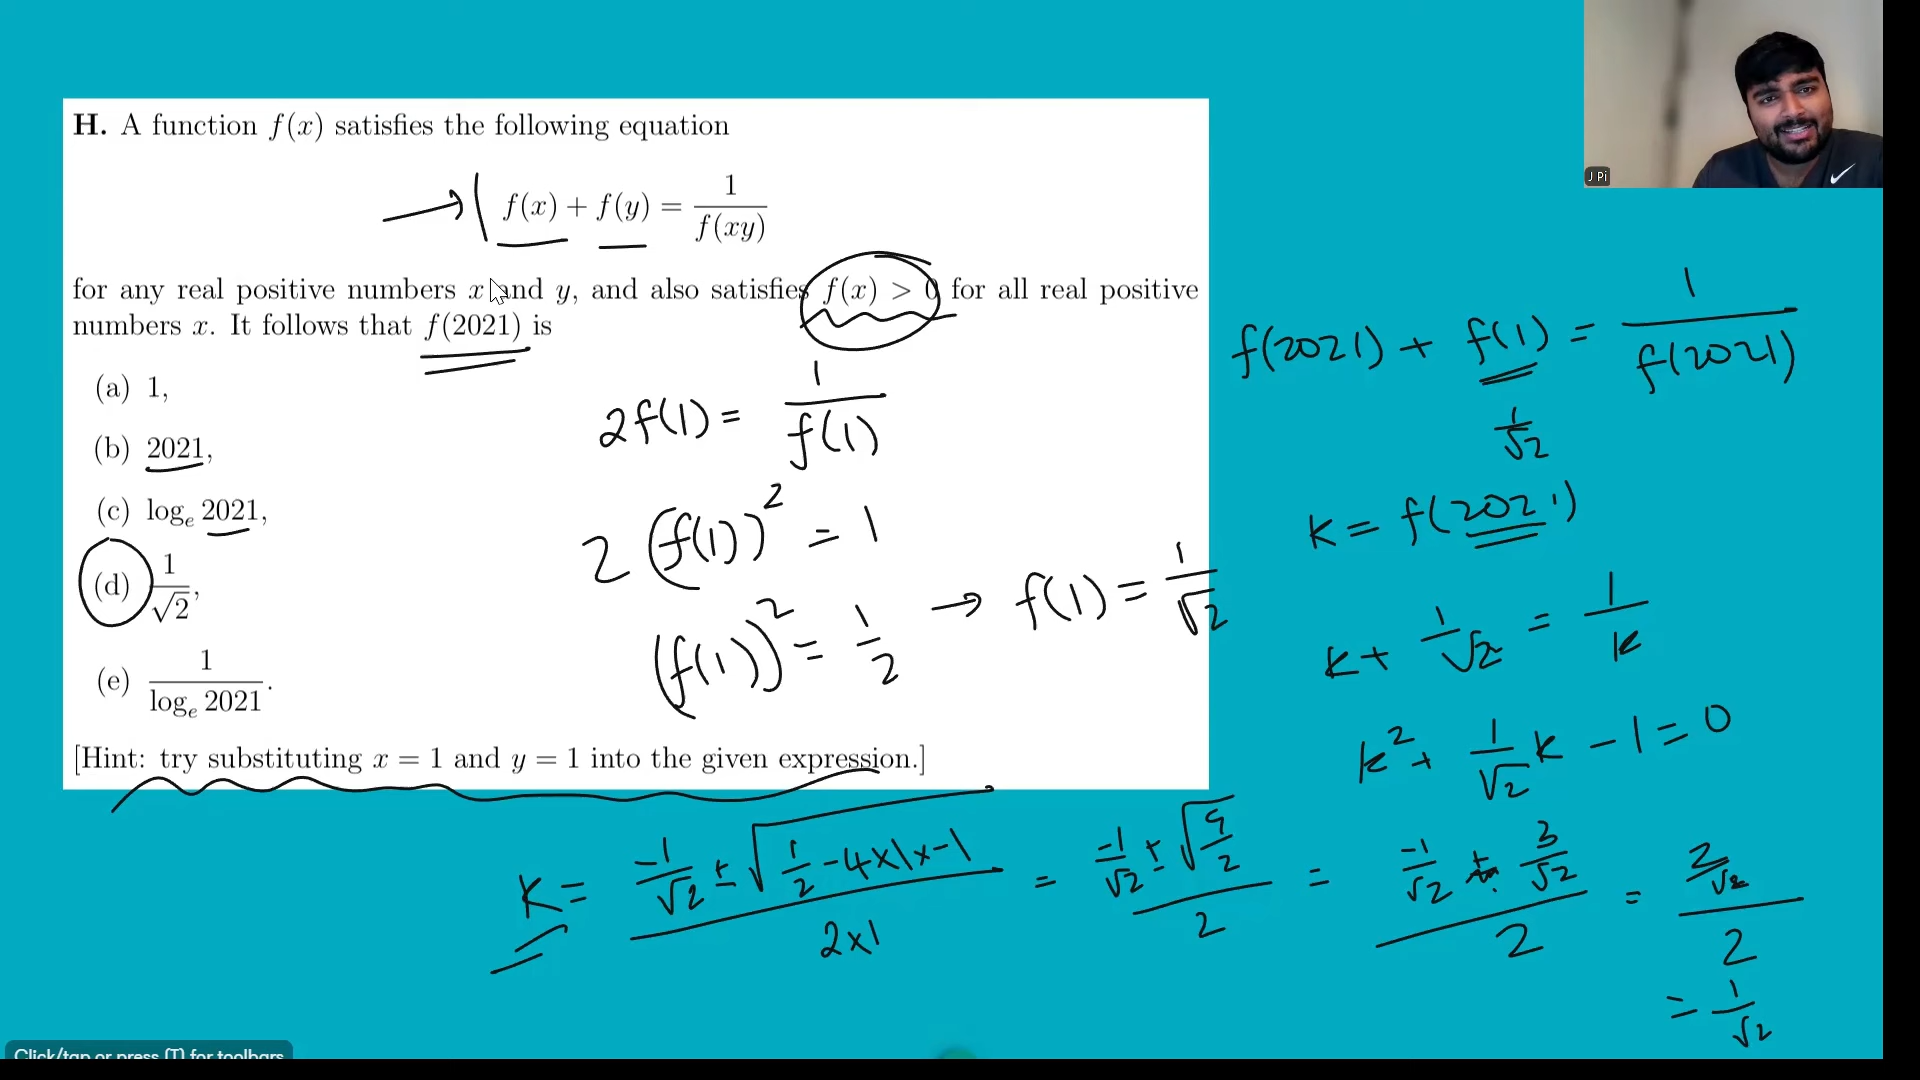 H. A function f(x) satisfies the following equation
f(x) + f(y) = 1/f(xy)
for any real positive numbers x and y, and also satisfies f(x) > 0 for all real positive
numbers x. It follows that f(2021) is
(a) 1,
(b) 2021,
(c) logₑ 2021,
(d) 1/√2,
(e) 1/logₑ 2021.
[Hint: try substituting x = 1 and y = 1 into the given expression.]
2f(1) = 1/f(1)
2(f(1))² = 1
(f(1))² = 1/2 → f(1) = 1/√2
f(2021) + f(1) = 1/f(2021)
1/√2
k = f(2021)
k + 1/√2 = 1/k
k² + 1/√2 k - 1 = 0
k = (-1/√2 ± √(1/2 - 4×1×-1))/(2×1) = (-1/√2 ± √(9/2))/2 = (-1/√2 + 3/√2)/2 = (2/√2)/2
= 1/√2
J Pi
Click/tap or press (T) for toolbars